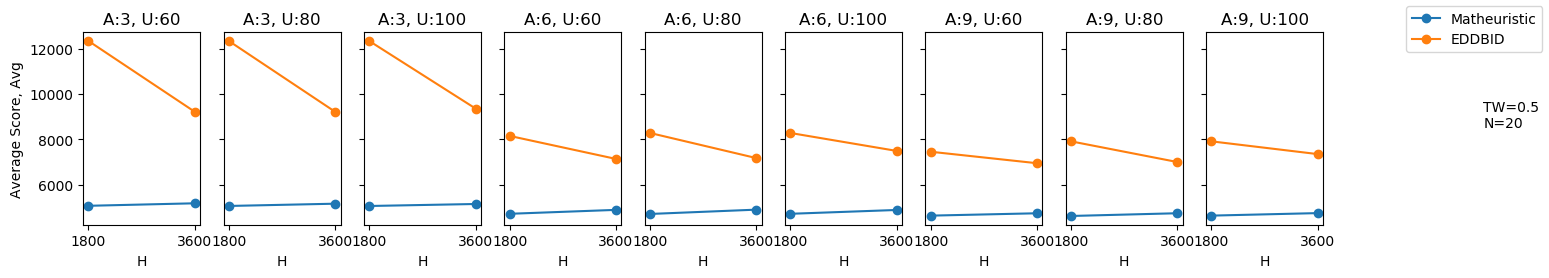 A:3, U:60
A:3, U:80
A:3, U:100
A:6, U:60
A:6, U:80
A:6, U:100
A:9, U:60
A:9, U:80
A:9, U:100
Matheuristic
EDDBID
TW=0.5
N=20
Average Score, Avg
12000
10000
8000
6000
1800 3600
1800 3600
1800 3600
1800 3600
1800 3600
1800 3600
1800 3600
1800 3600
1800 3600
H
H
H
H
H
H
H
H
H